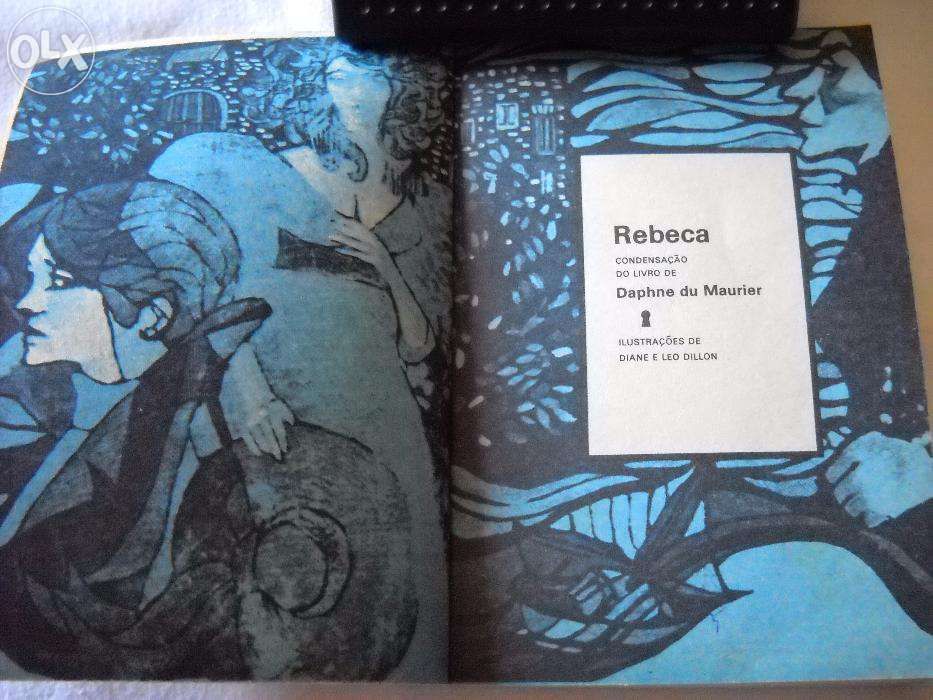 OLX
Rebeca
CONDENSAÇÃO
DO LIVRO DE
Daphne du Maurier
ILUSTRAÇÕES DE
DIANE E LEO DILLON